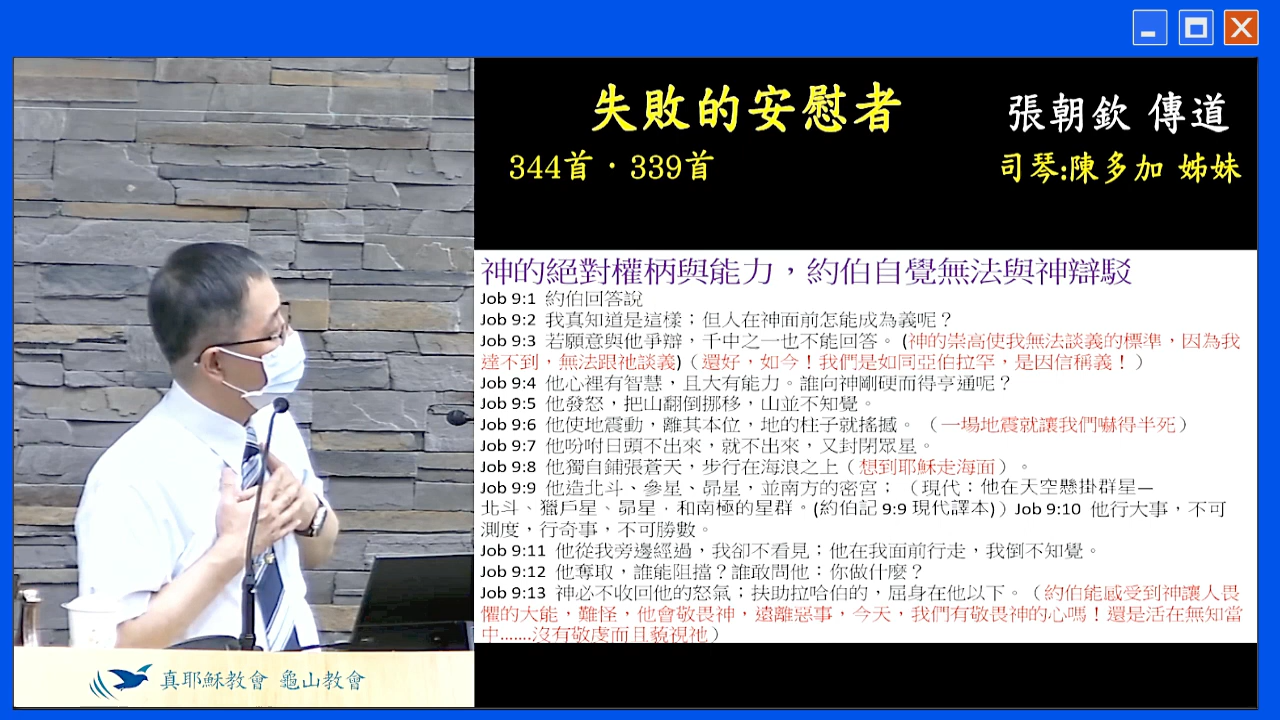 失敗的安慰者
張朝欽 傳道
344首．339首
司琴:陳多加 姊妹
神的絕對權柄與能力，約伯自覺無法與神辯駁
Job 9:1 約伯回答說
Job 9:2 我真知道是這樣；但人在神面前怎能成為義呢？
Job 9:3 若願意與他爭辯，千中之一也不能回答。(神的崇高使我無法談義的標準，因為我
達不到，無法跟祂談義)（還好，如今！我們是如同亞伯拉罕，是因信稱義！）
Job 9:4 他心裡有智慧，且大有能力。誰向神剛硬而得亨通呢？
Job 9:5 他發怒，把山翻倒挪移，山並不知覺。
Job 9:6 他使地震動，離其本位，地的柱子就搖撼。（一場地震就讓我們嚇得半死）
Job 9:7 他吩咐日頭不出來，就不出來，又封閉眾星。
Job 9:8 他獨自鋪張蒼天，步行在海浪之上（想到耶穌走海面）。
Job 9:9 他造北斗、參星、昴星，並南方的密宮；（現代：他在天空懸掛群星—
北斗、獵戶星、昴星．和南極的星群。(約伯記 9:9 現代譯本)）Job 9:10 他行大事，不可
測度，行奇事，不可勝數。
Job 9:11 他從我旁邊經過，我卻不看見；他在我面前行走，我倒不知覺。
Job 9:12 他奪取，誰能阻擋？誰敢問他：你做什麼？
Job 9:13 神必不收回他的怒氣；扶助拉哈伯的，屈身在他以下。（約伯能感受到神讓人畏
懼的大能，難怪，他會敬畏神，遠離惡事，今天，我們有敬畏神的心嗎！還是活在無知當
中.......沒有敬虔而且藐視祂）
真耶穌教會 龜山教會